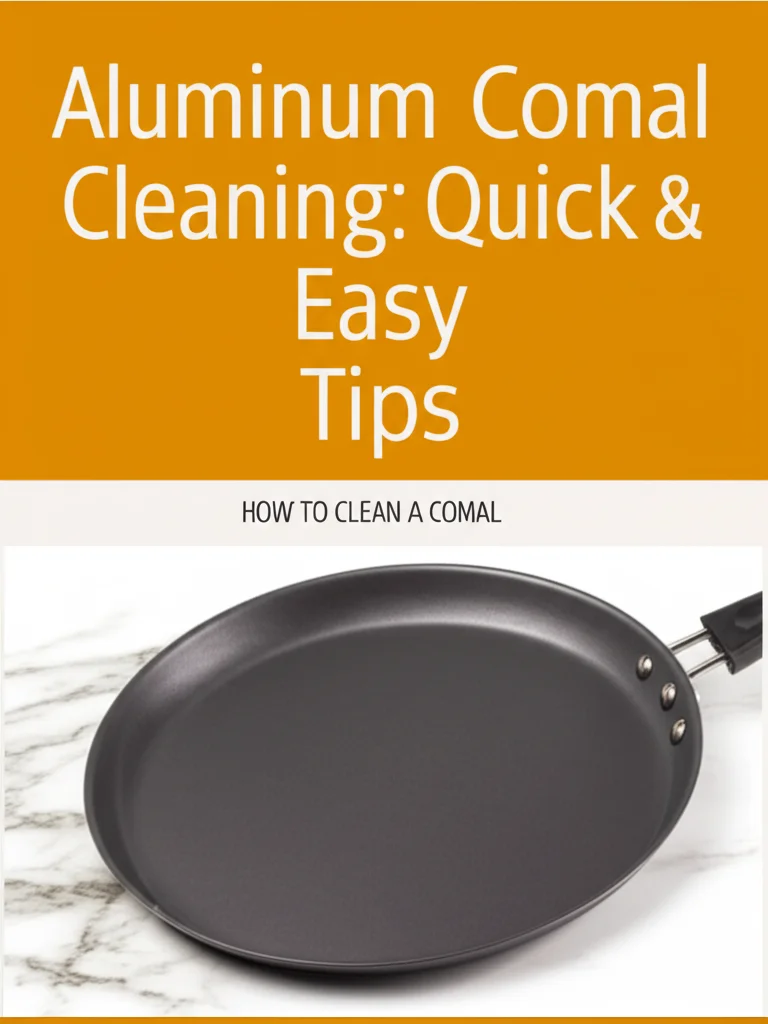 Aluminum Comal
Cleaning: Quick &
Easy
Tips
HOW TO CLEAN A COMAL